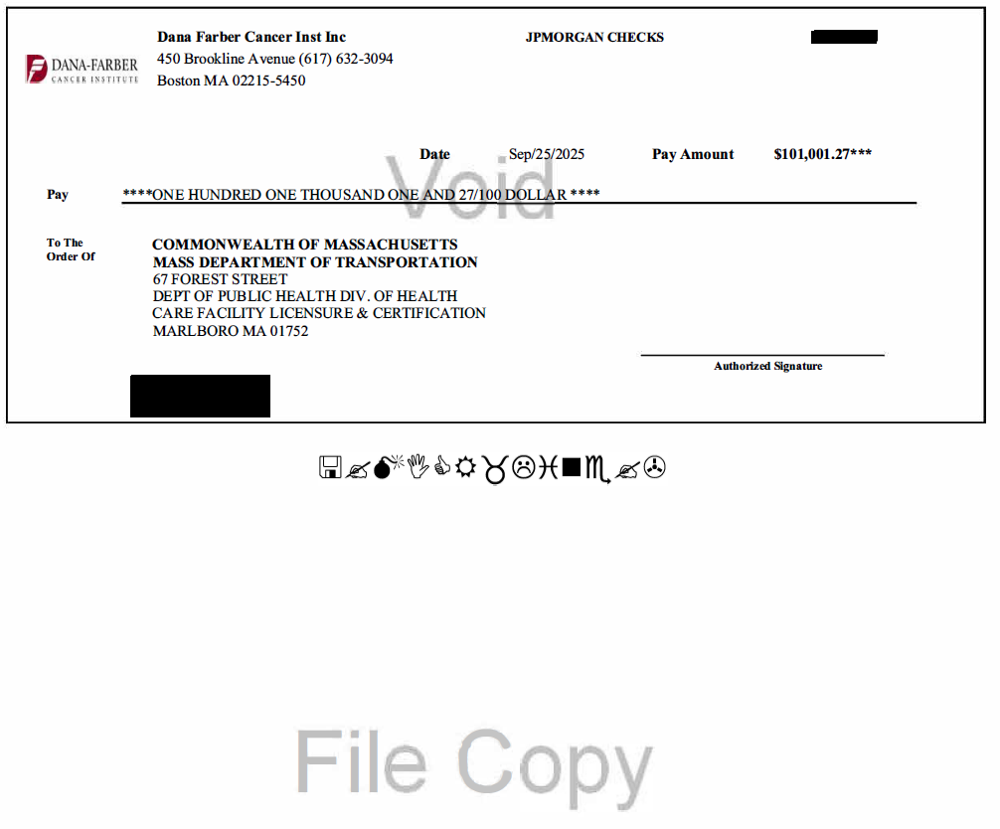 Dana Farber Cancer Inst Inc
JPMORGAN CHECKS
450 Brookline Avenue (617) 632-3094
Boston MA 02215-5450
DANA-FARBER
CANCER INSTITUTE
Void
Date Sep/25/2025 Pay Amount $101,001.27***
Pay ****ONE HUNDRED ONE THOUSAND ONE AND 27/100 DOLLAR ****
To The
Order Of
COMMONWEALTH OF MASSACHUSETTS
MASS DEPARTMENT OF TRANSPORTATION
67 FOREST STREET
DEPT OF PUBLIC HEALTH DIV. OF HEALTH
CARE FACILITY LICENSURE & CERTIFICATION
MARLBORO MA 01752
Authorized Signature
🖫🖎💣🖔👍☼♉☹♓■♏🖎✇
File Copy